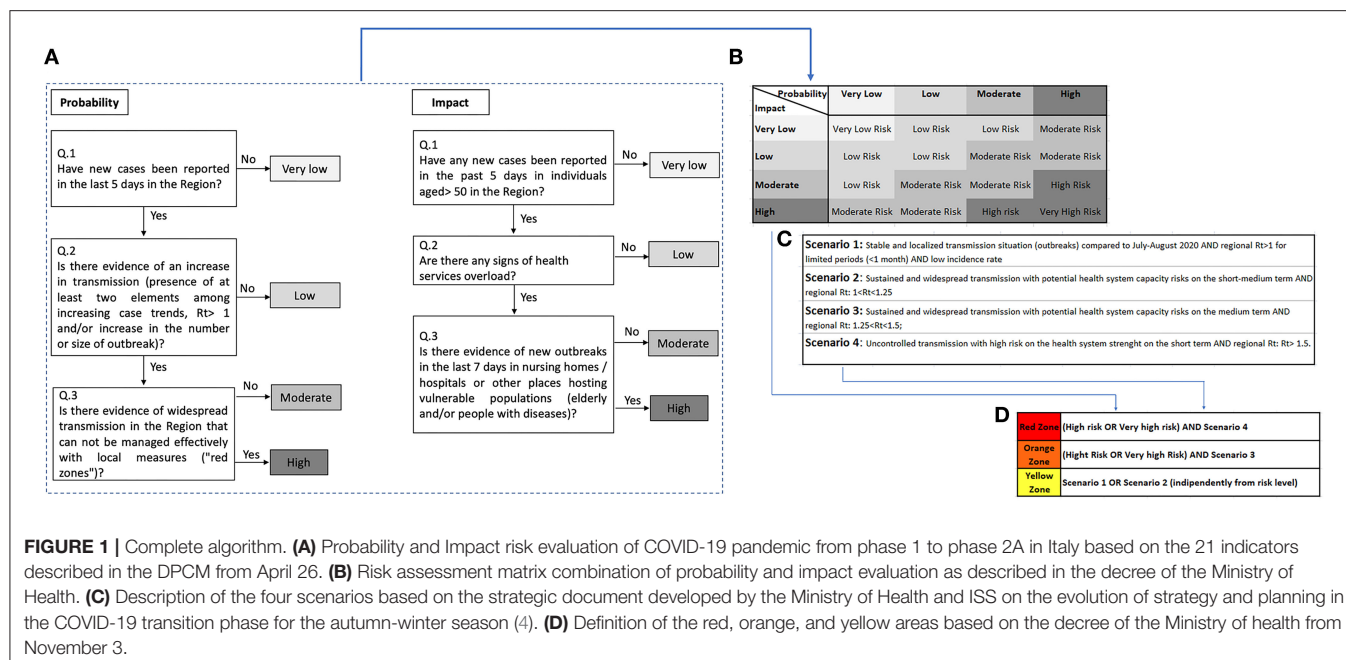 A
Probability
Q.1
Have new cases been reported
in the last 5 days in the Region?
No
Very low
Yes
Q.2
Is there evidence of an increase
in transmission (presence of at
least two elements among
increasing case trends, Rt> 1
and/or increase in the number
or size of outbreak)?
No
Low
Yes
Q.3
Is there evidence of widespread
transmission in the Region that
can not be managed effectively
with local measures ("red
zones")?
No
Moderate
Yes
High
Impact
Q.1
Have any new cases been reported
in the past 5 days in individuals
aged> 50 in the Region?
No
Very low
Yes
Q.2
Are there any signs of health
services overload?
No
Low
Yes
Q.3
Is there evidence of new outbreaks
in the last 7 days in nursing homes /
hospitals or other places hosting
vulnerable populations (elderly
and/or people with diseases)?
No
Moderate
Yes
High
B
Probability
Impact
Very Low Low Moderate High
Very Low Very Low Risk Low Risk Low Risk Moderate Risk
Low Low Risk Low Risk Moderate Risk Moderate Risk
Moderate Low Risk Moderate Risk Moderate Risk High Risk
High Moderate Risk Moderate Risk High risk Very High Risk
C
Scenario 1: Stable and localized transmission situation (outbreaks) compared to July-August 2020 AND regional Rt>1 for
limited periods (<1 month) AND low incidence rate
Scenario 2: Sustained and widespread transmission with potential health system capacity risks on the short-medium term AND
regional Rt: 1<Rt<1.25
Scenario 3: Sustained and widespread transmission with potential health system capacity risks on the medium term AND
regional Rt: 1.25<Rt<1.5;
Scenario 4: Uncontrolled transmission with high risk on the health system strenght on the short term AND regional Rt: Rt> 1.5.
D
Red Zone (High risk OR Very high risk) AND Scenario 4
Orange
Zone
(Hight Risk OR Very high Risk) AND Scenario 3
Yellow
Zone
Scenario 1 OR Scenario 2 (indipendently from risk level)
FIGURE 1 | Complete algorithm. (A) Probability and Impact risk evaluation of COVID-19 pandemic from phase 1 to phase 2A in Italy based on the 21 indicators
described in the DPCM from April 26. (B) Risk assessment matrix combination of probability and impact evaluation as described in the decree of the Ministry of
Health. (C) Description of the four scenarios based on the strategic document developed by the Ministry of Health and ISS on the evolution of strategy and planning in
the COVID-19 transition phase for the autumn-winter season (4). (D) Definition of the red, orange, and yellow areas based on the decree of the Ministry of health from
November 3.